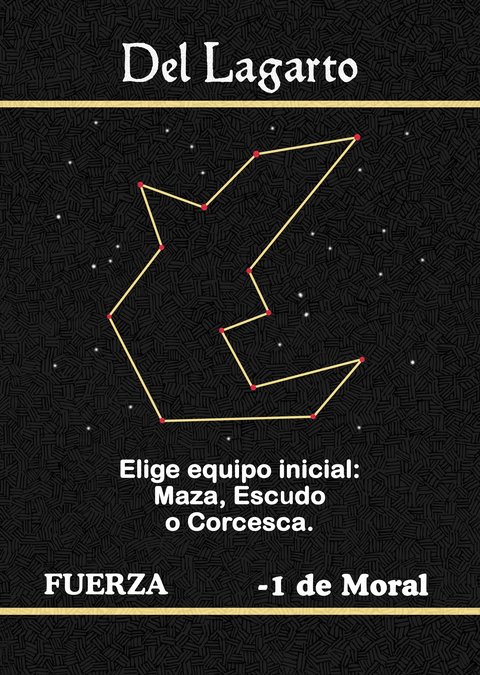 Del Lagarto
Elige equipo inicial:
Maza, Escudo
o Corcesca.
FUERZA -1 de Moral